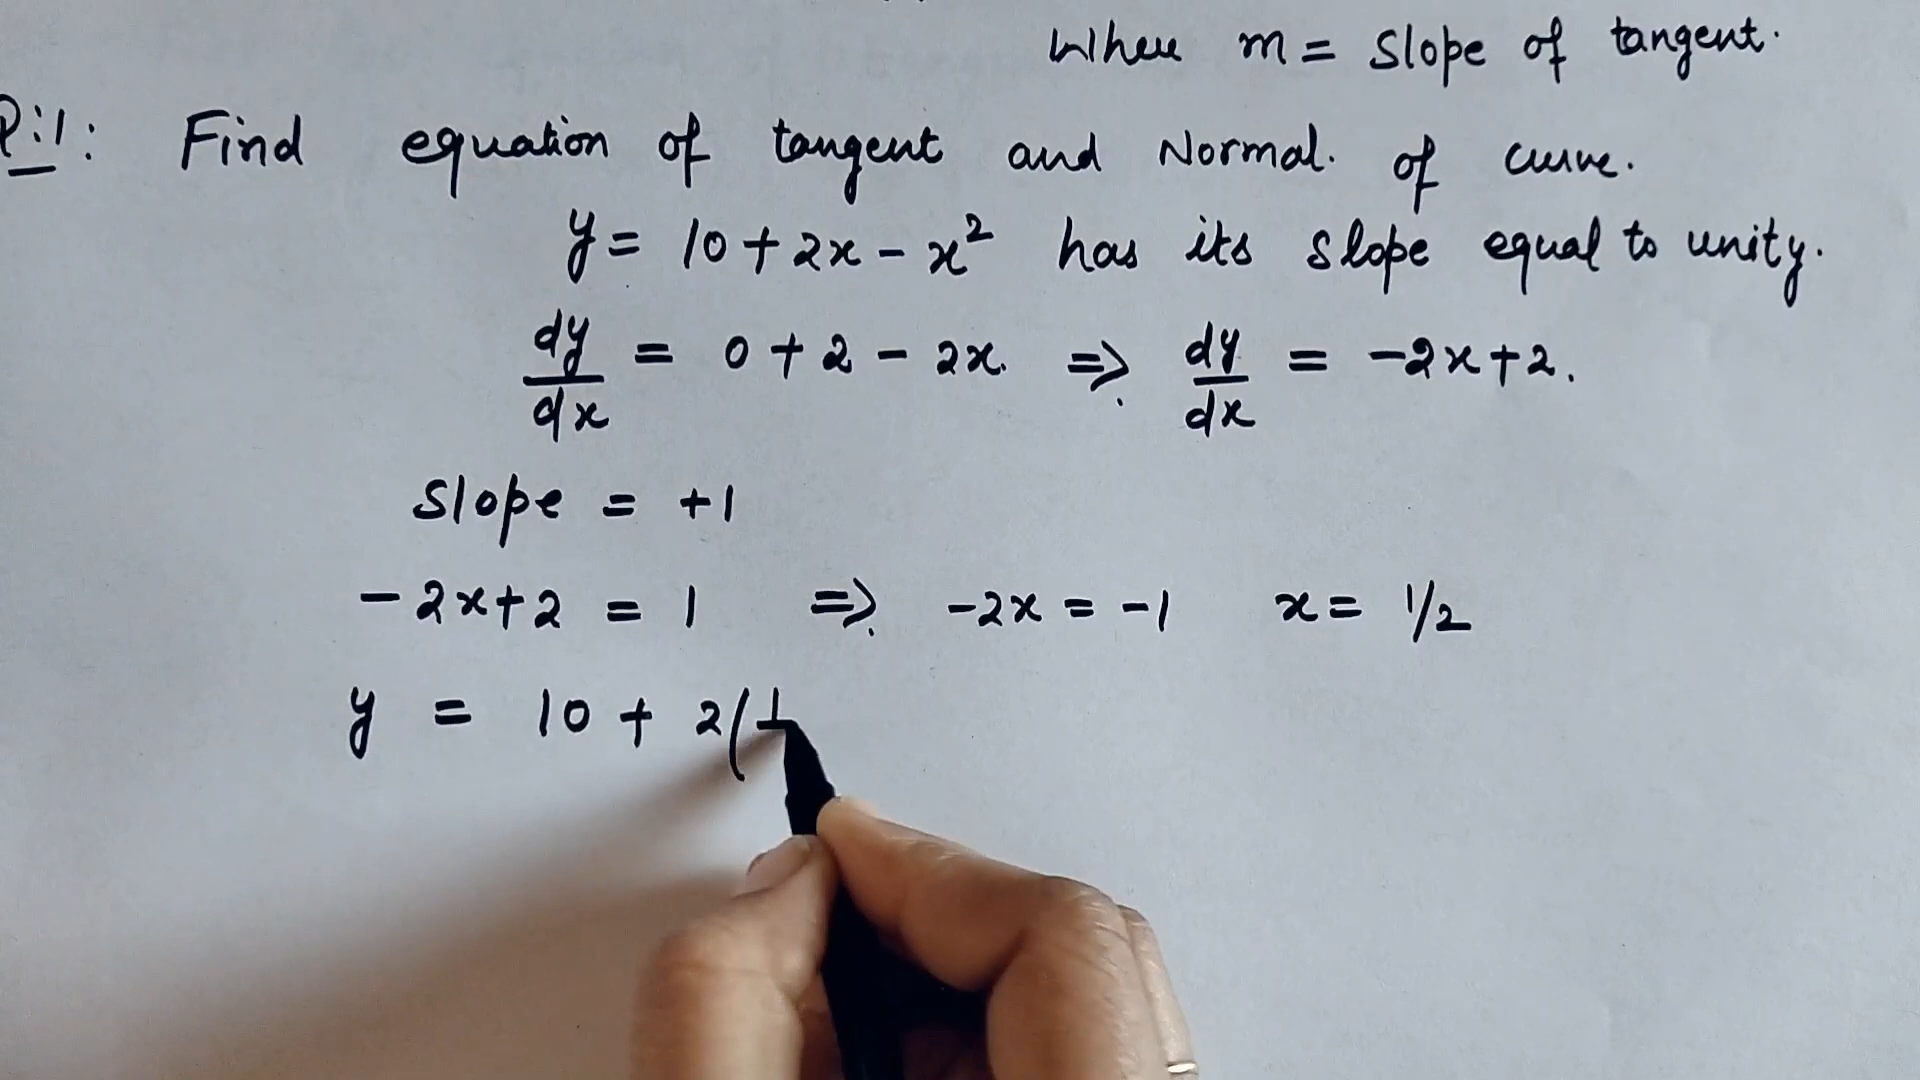 Where m = slope of tangent.
Q:1: Find equation of tangent and Normal. of curve.
y = 10 + 2x - x² has its slope equal to unity.
dy/dx = 0 + 2 - 2x. ⇒ dy/dx = -2x+2.
Slope = +1
-2x+2 = 1 ⇒ -2x = -1 x = 1/2
y = 10 + 2(1